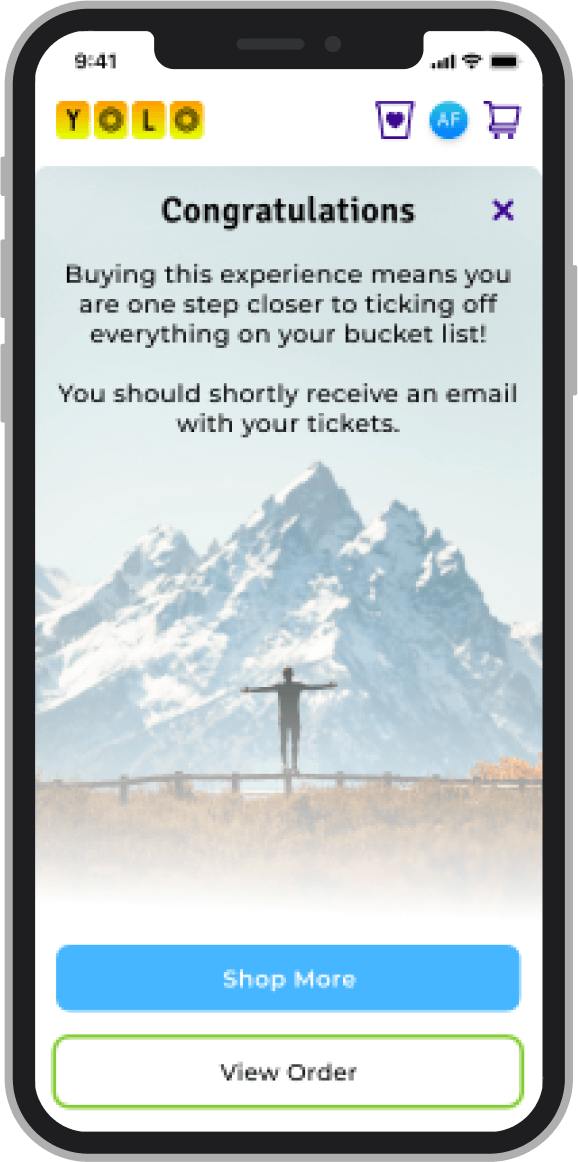 9:41
YOLO
AF
Congratulations
Buying this experience means you
are one step closer to ticking off
everything on your bucket list!
You should shortly receive an email
with your tickets.
Shop More
View Order